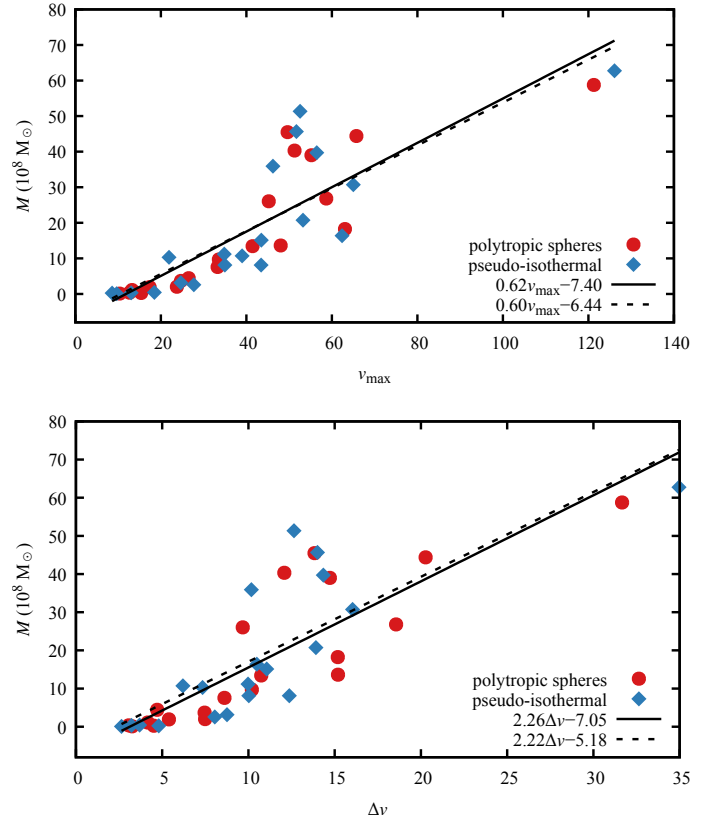 80
70
60
50
40
30
20
10
0
M (10⁸ M☉)
polytropic spheres
pseudo-isothermal
0.62vmax−7.40
0.60vmax−6.44
0 20 40 60 80 100 120 140
vmax
80
70
60
50
40
30
20
10
0
M (10⁸ M☉)
polytropic spheres
pseudo-isothermal
2.26Δv−7.05
2.22Δv−5.18
0 5 10 15 20 25 30 35
Δv